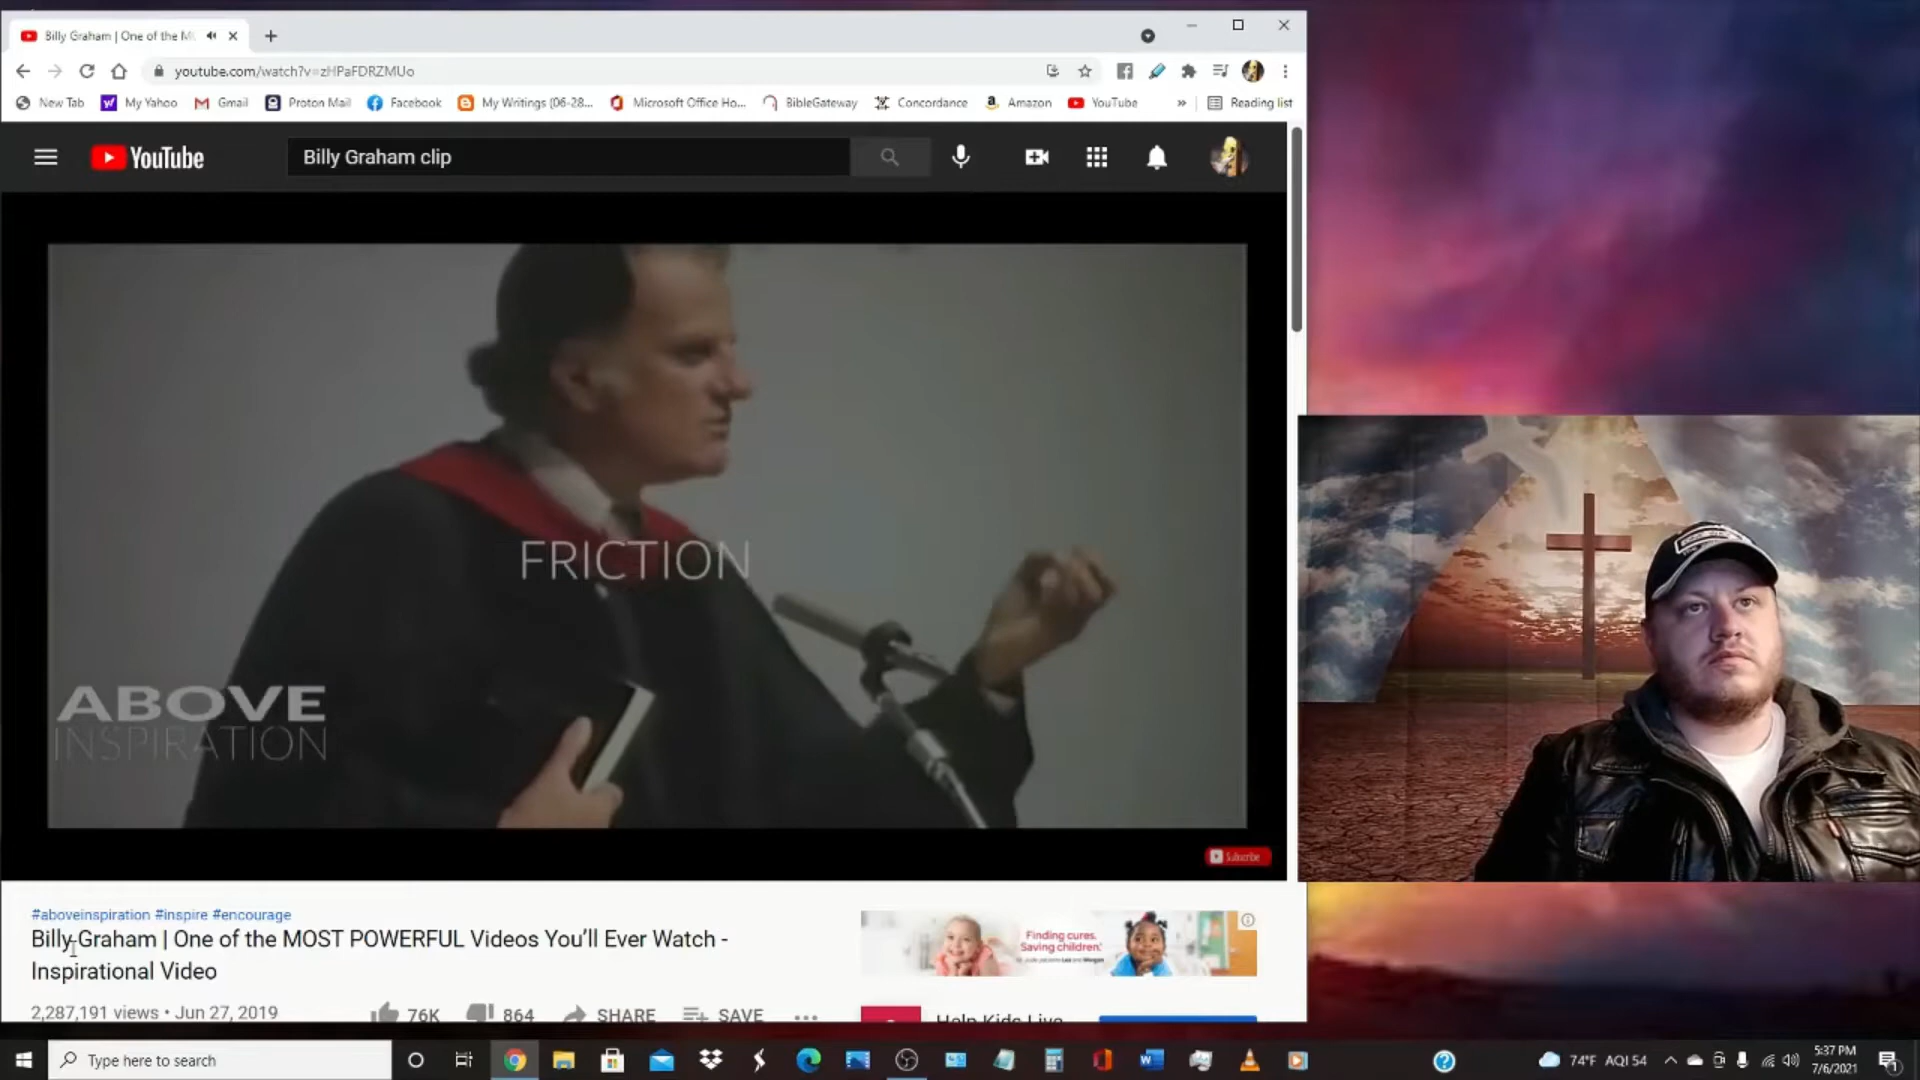 Billy Graham | One of the M
youtube.com/watch?v=zHPaFDRZMUo
New Tab
My Yahoo
Gmail
Proton Mail
Facebook
My Writings (06-28...
Microsoft Office Ho...
BibleGateway
Concordance
Amazon
YouTube
»
Reading list
YouTube
Billy Graham clip
FRICTION
ABOVE
INSPIRATION
Subscribe
#aboveinspiration #inspire #encourage
Billy Graham | One of the MOST POWERFUL Videos You'll Ever Watch -
Inspirational Video
2,287,191 views • Jun 27, 2019
76K
864
SHARE
SAVE
Finding cures.
Saving children.
Help Kids Live
Type here to search
74°F AQI 54
5:37 PM
7/6/2021